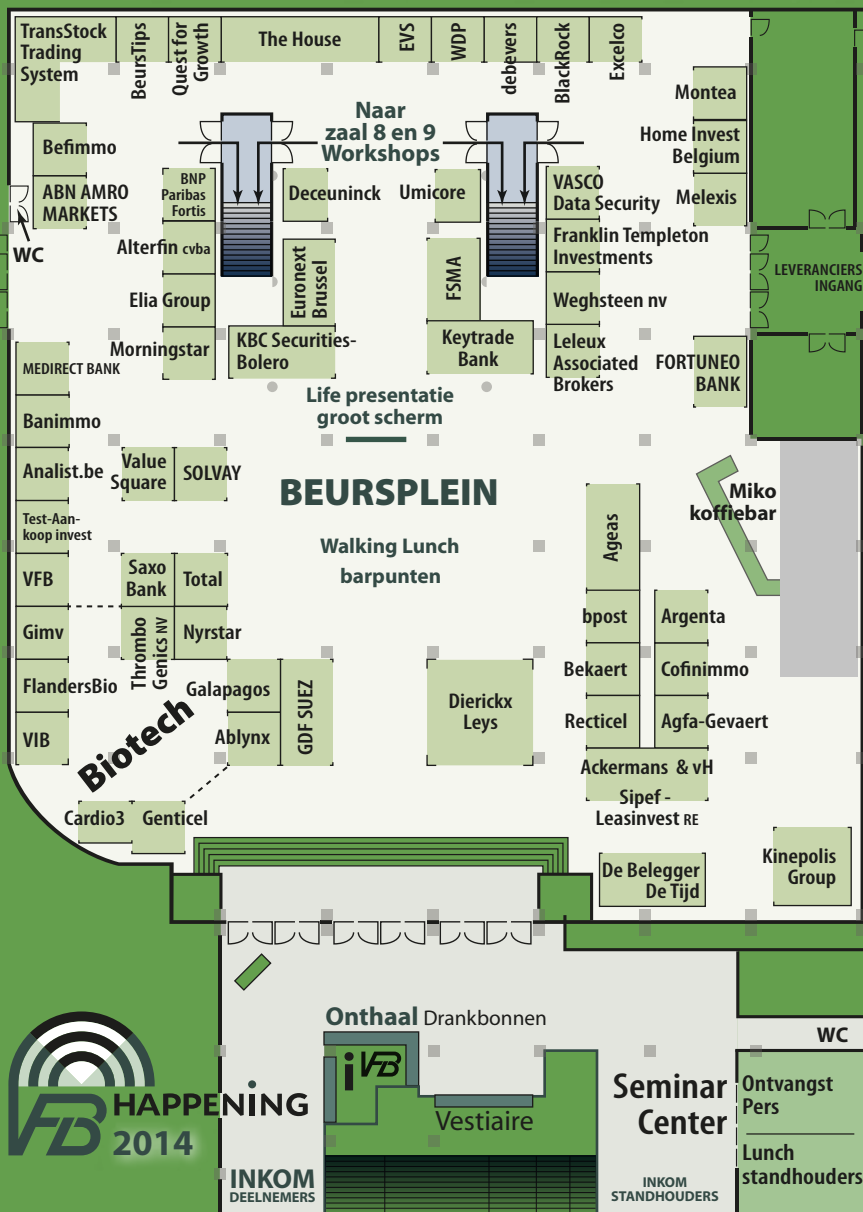 TransStock
Trading
System
BeursTips
Quest for
Growth
The House
EVS
WDP
debevers
BlackRock
Excelco
Montea
Home Invest
Belgium
Melexis
Naar
zaal 8 en 9
Workshops
Befimmo
ABN AMRO
MARKETS
WC
BNP
Paribas
Fortis
Alterfin cvba
Elia Group
Morningstar
Deceuninck
Euronext
Brussel
KBC Securities-
Bolero
Umicore
FSMA
Keytrade
Bank
VASCO
Data Security
Franklin Templeton
Investments
Weghsteen nv
Leleux
Associated
Brokers
LEVERANCIERS
INGANG
FORTUNEO
BANK
MEDIRECT BANK
Banimmo
Analist.be
Test-Aan-
koop invest
VFB
Gimv
FlandersBio
VIB
Value
Square
SOLVAY
Saxo
Bank
Total
Thrombo
Genics NV
Nyrstar
Galapagos
Ablynx
GDF SUEZ
Biotech
Cardio3
Genticel
Life presentatie
groot scherm
BEURSPLEIN
Walking Lunch
barpunten
Miko
koffiebar
Ageas
bpost
Argenta
Bekaert
Cofinimmo
Recticel
Agfa-Gevaert
Dierickx
Leys
Ackermans & vH
Sipef -
Leasinvest RE
De Belegger
De Tijd
Kinepolis
Group
Onthaal Drankbonnen
i VFB
Vestiaire
WC
Seminar
Center
Ontvangst
Pers
Lunch
standhouders
VFB HAPPENING
2014
INKOM
DEELNEMERS
INKOM
STANDHOUDERS